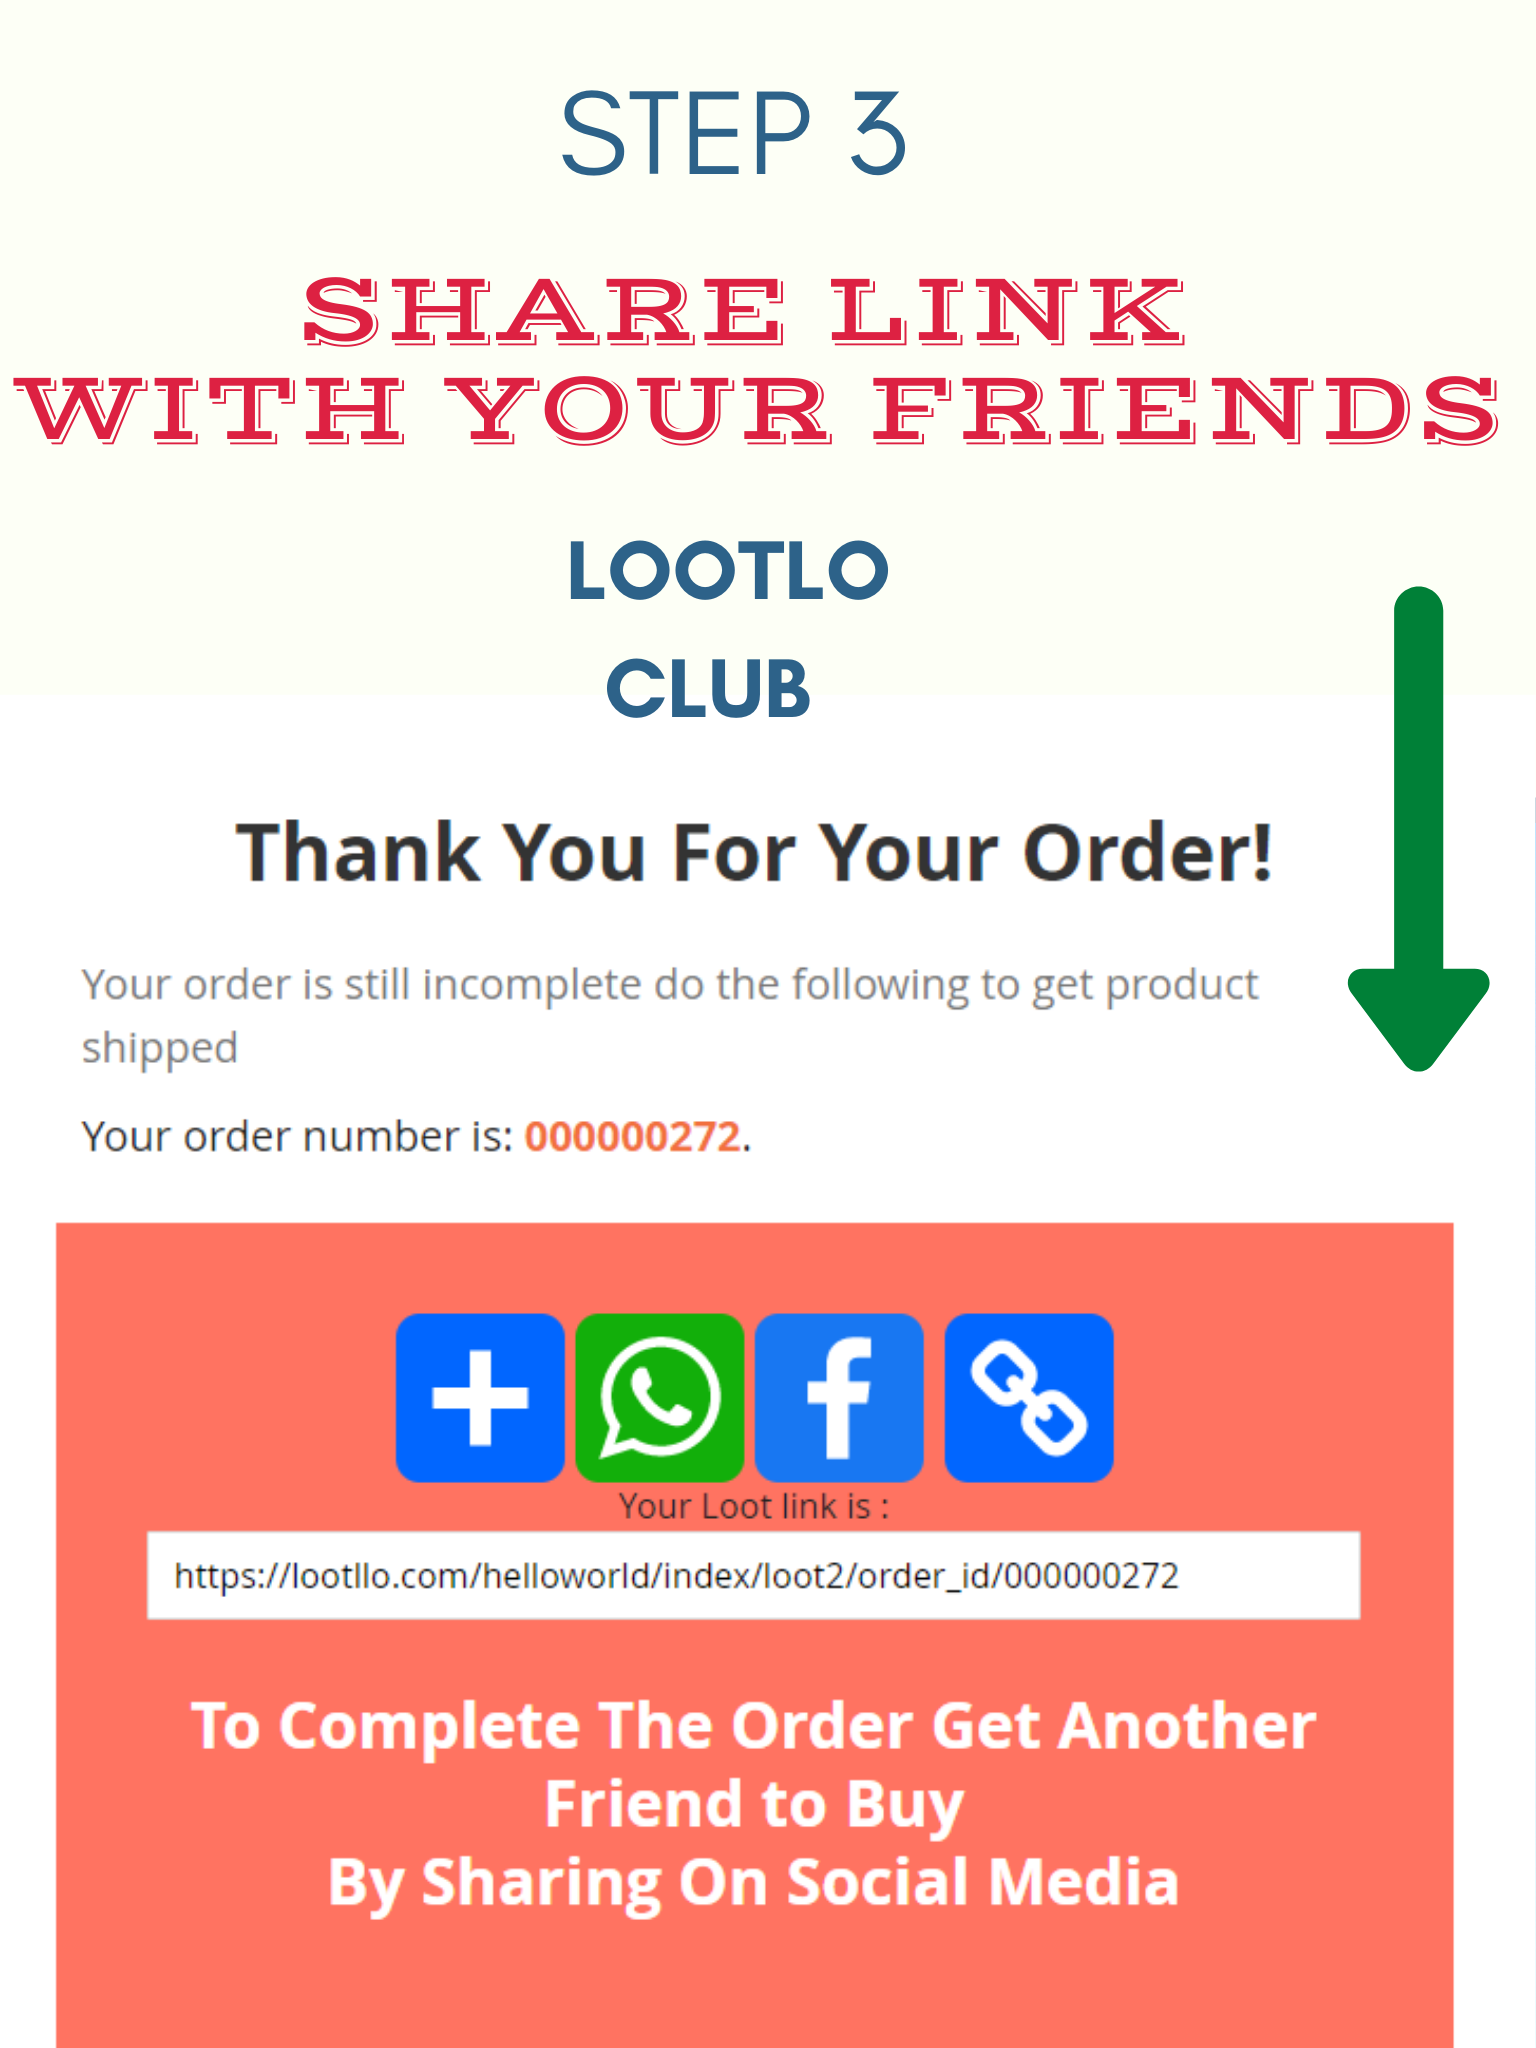 STEP 3
SHARE LINK
WITH YOUR FRIENDS
LOOTLO
CLUB
Thank You For Your Order!
Your order is still incomplete do the following to get product
shipped
Your order number is: 000000272.
Your Loot link is :
https://lootllo.com/helloworld/index/loot2/order_id/000000272
To Complete The Order Get Another
Friend to Buy
By Sharing On Social Media